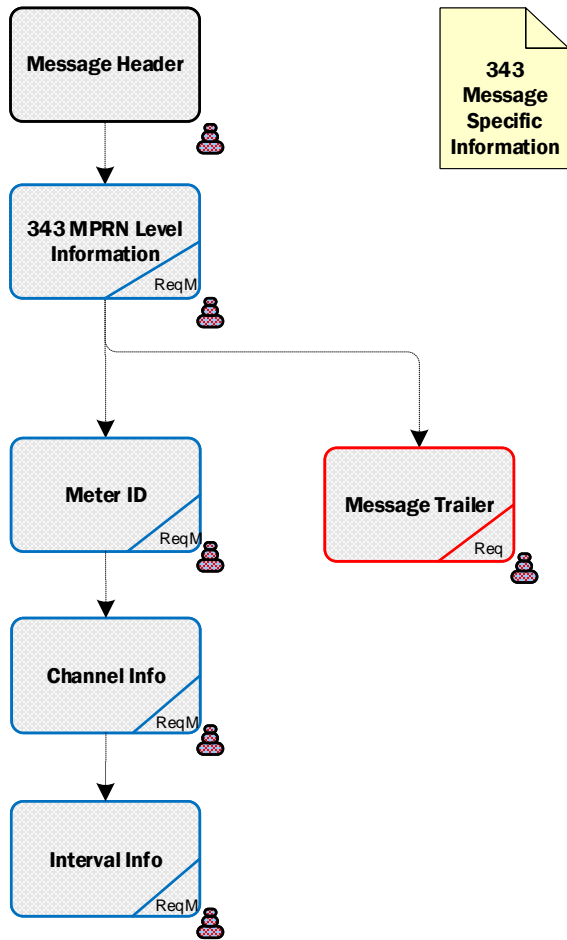 Message Header
343
Message
Specific
Information
343 MPRN Level
Information
ReqM
Meter ID
ReqM
Message Trailer
Req
Channel Info
ReqM
Interval Info
ReqM